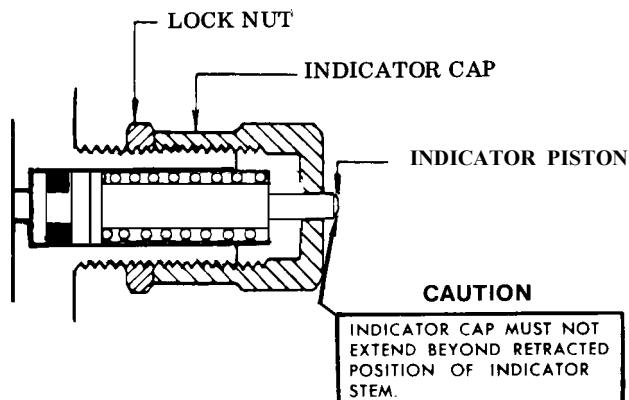 LOCK NUT
INDICATOR CAP
INDICATOR PISTON
CAUTION
INDICATOR CAP MUST NOT
EXTEND BEYOND RETRACTED
POSITION OF INDICATOR
STEM.